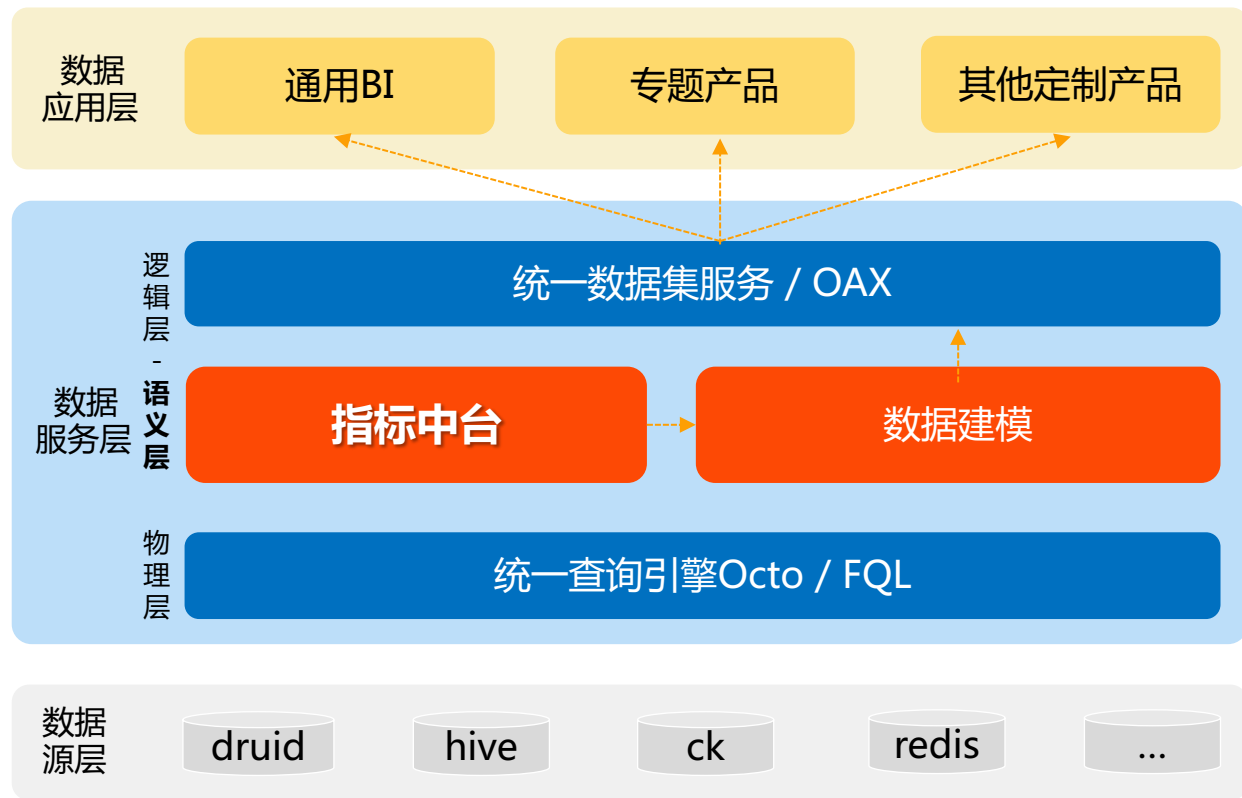 数据
应用层
通用BI
专题产品
其他定制产品
数据
服务层
逻
辑
层
-
语
义
层
统一数据集服务 / OAX
指标中台
数据建模
物
理
层
统一查询引擎Octo / FQL
数据
源层
druid
hive
ck
redis
...